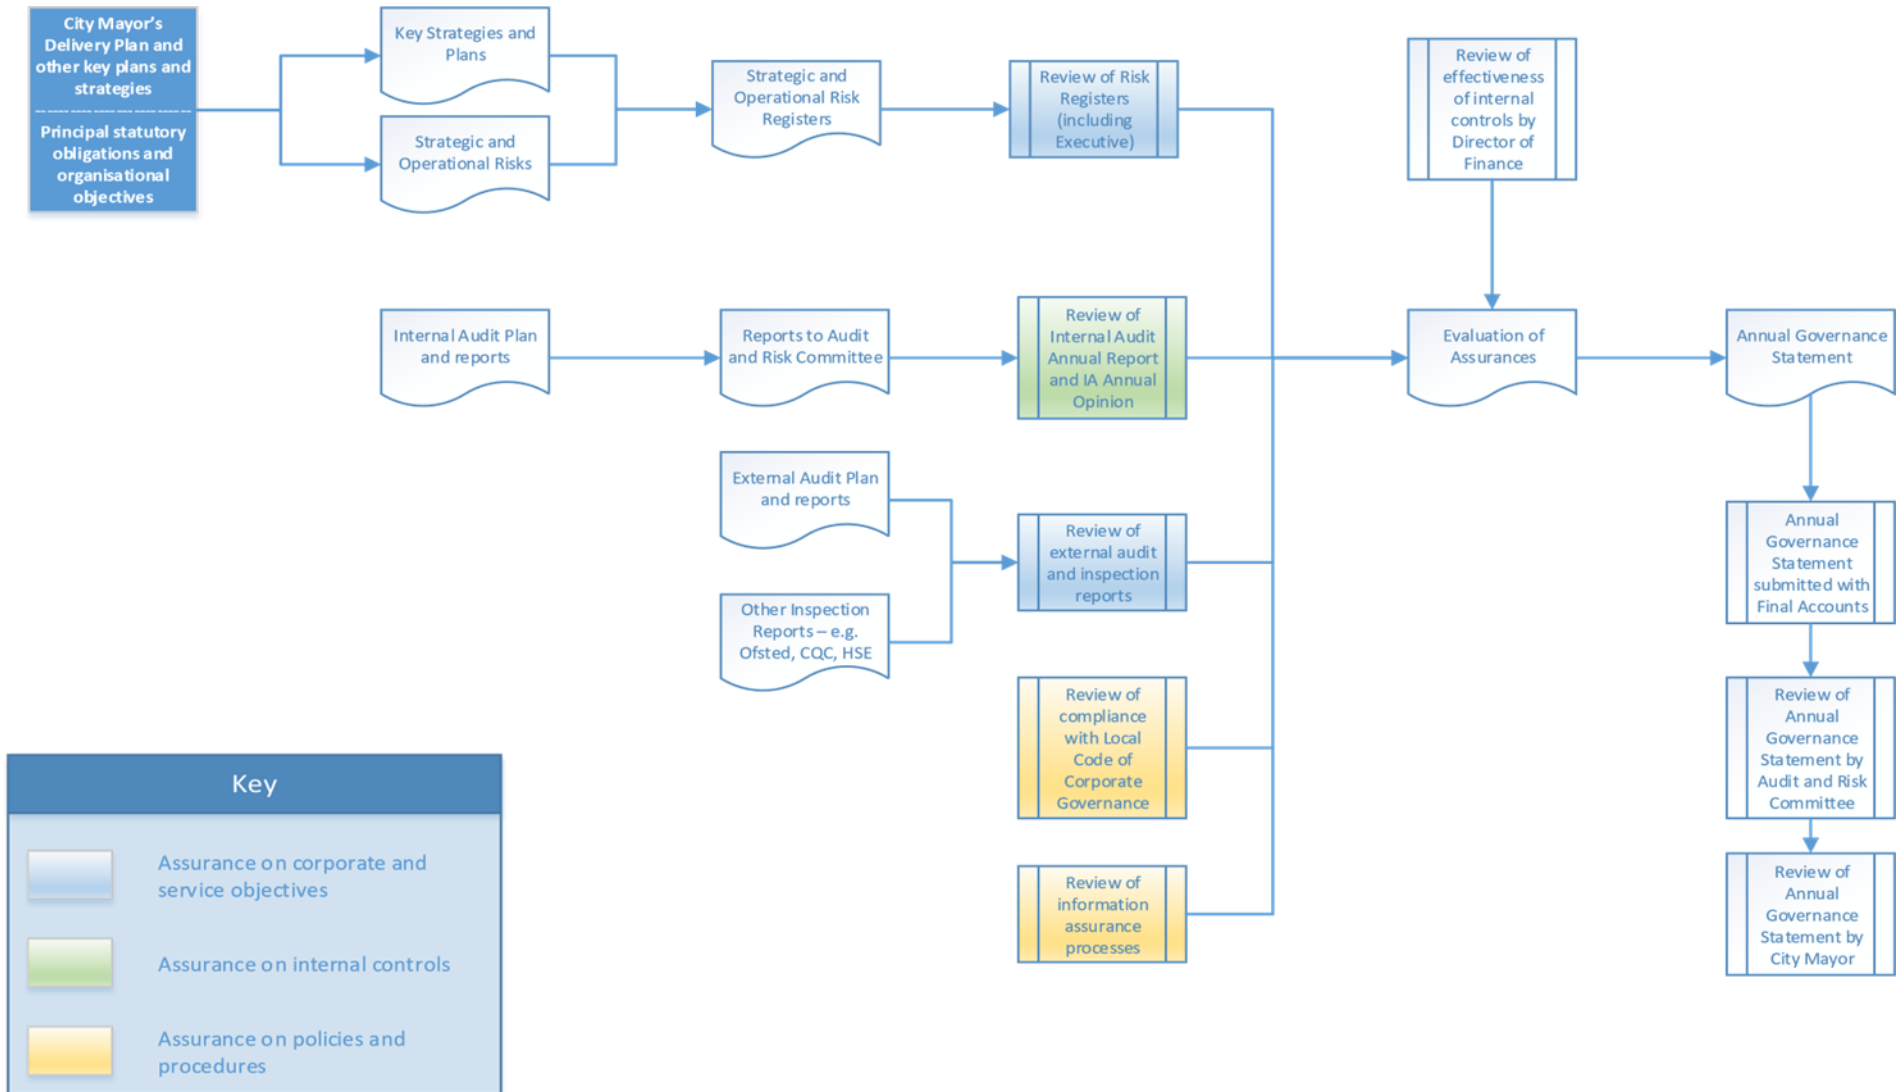 City Mayor's
Delivery Plan and
other key plans and
strategies
Principal statutory
obligations and
organisational
objectives
Key Strategies and
Plans
Strategic and
Operational Risks
Strategic and
Operational Risk
Registers
Review of Risk
Registers
(including
Executive)
Review of
effectiveness
of internal
controls by
Director of
Finance
Internal Audit Plan
and reports
Reports to Audit
and Risk Committee
Review of
Internal Audit
Annual Report
and IA Annual
Opinion
Evaluation of
Assurances
Annual Governance
Statement
External Audit Plan
and reports
Other Inspection
Reports – e.g.
Ofsted, CQC, HSE
Review of
external audit
and inspection
reports
Annual
Governance
Statement
submitted with
Final Accounts
Review of
compliance
with Local
Code of
Corporate
Governance
Review of
Annual
Governance
Statement by
Audit and Risk
Committee
Review of
information
assurance
processes
Review of
Annual
Governance
Statement by
City Mayor
Key
Assurance on corporate and
service objectives
Assurance on internal controls
Assurance on policies and
procedures